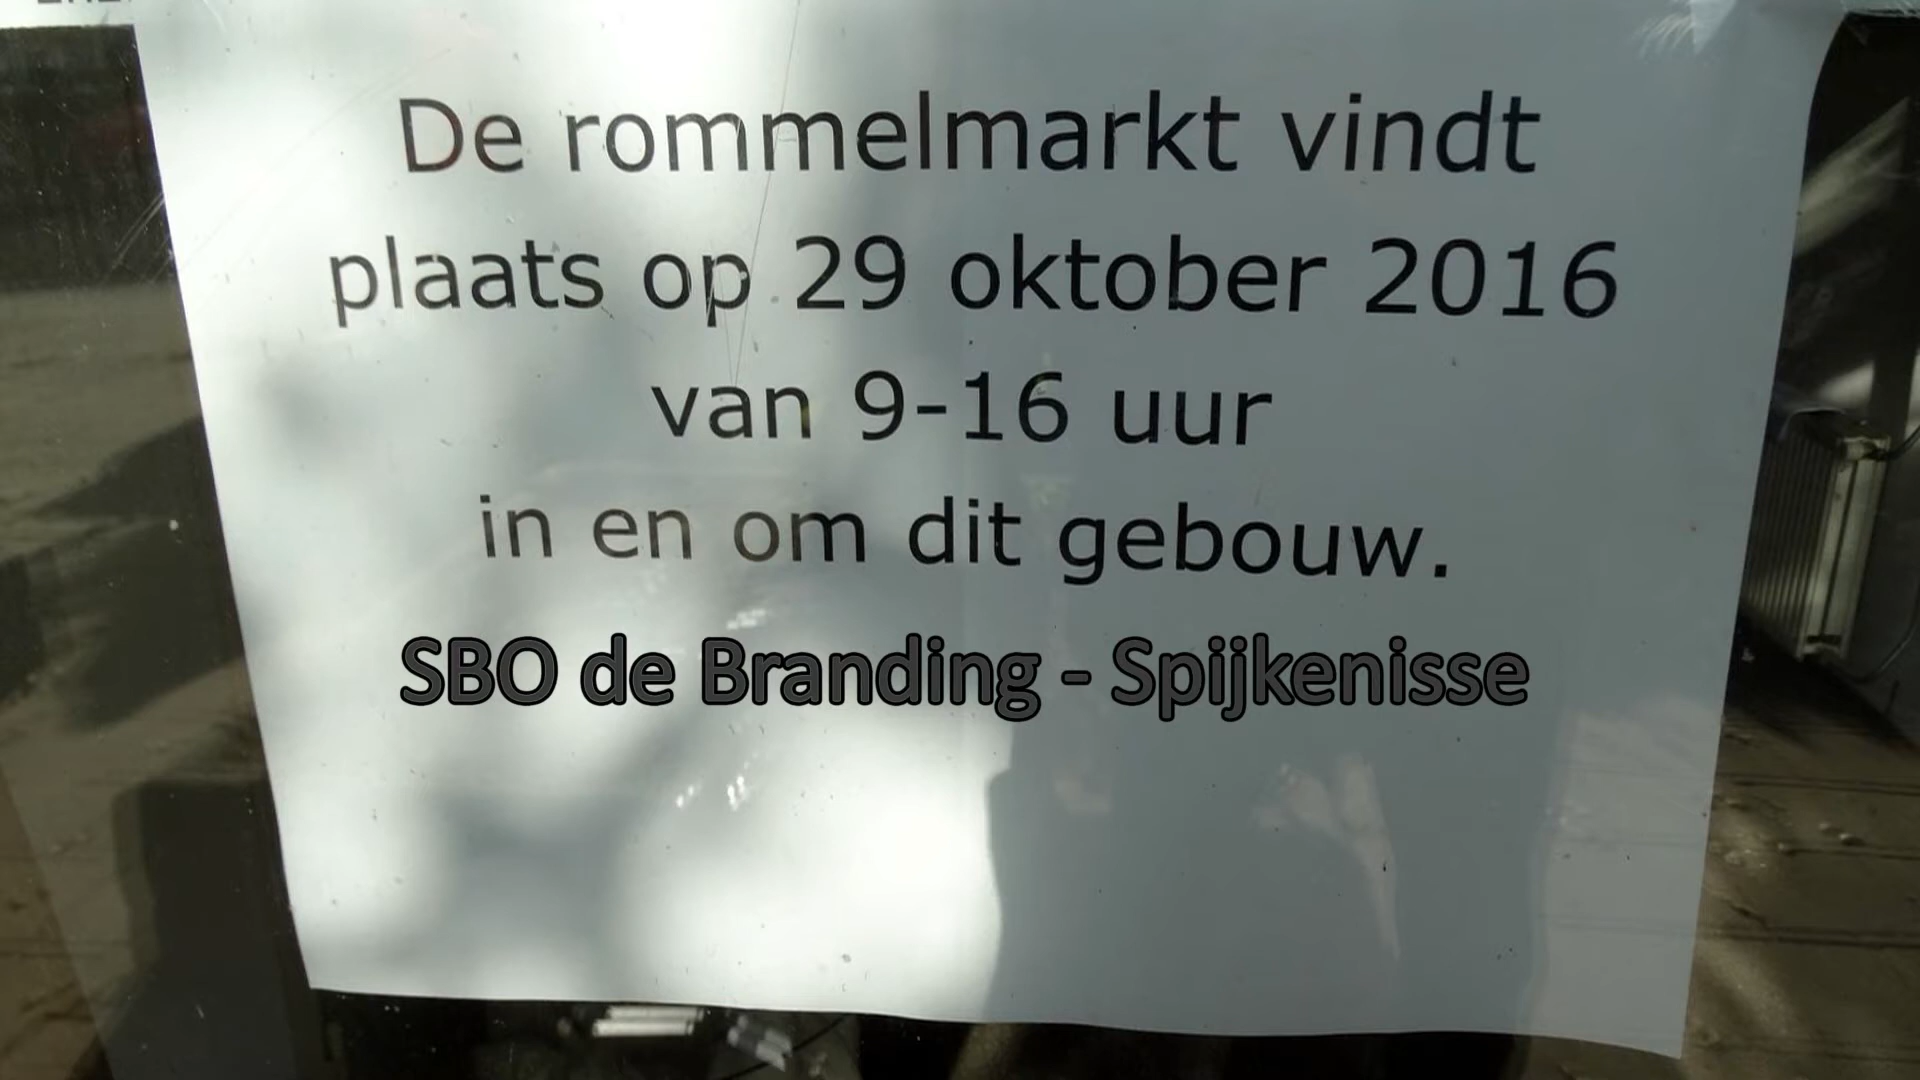 De rommelmarkt vindt
plaats op 29 oktober 2016
van 9-16 uur
in en om dit gebouw.
SBO de Branding - Spijkenisse